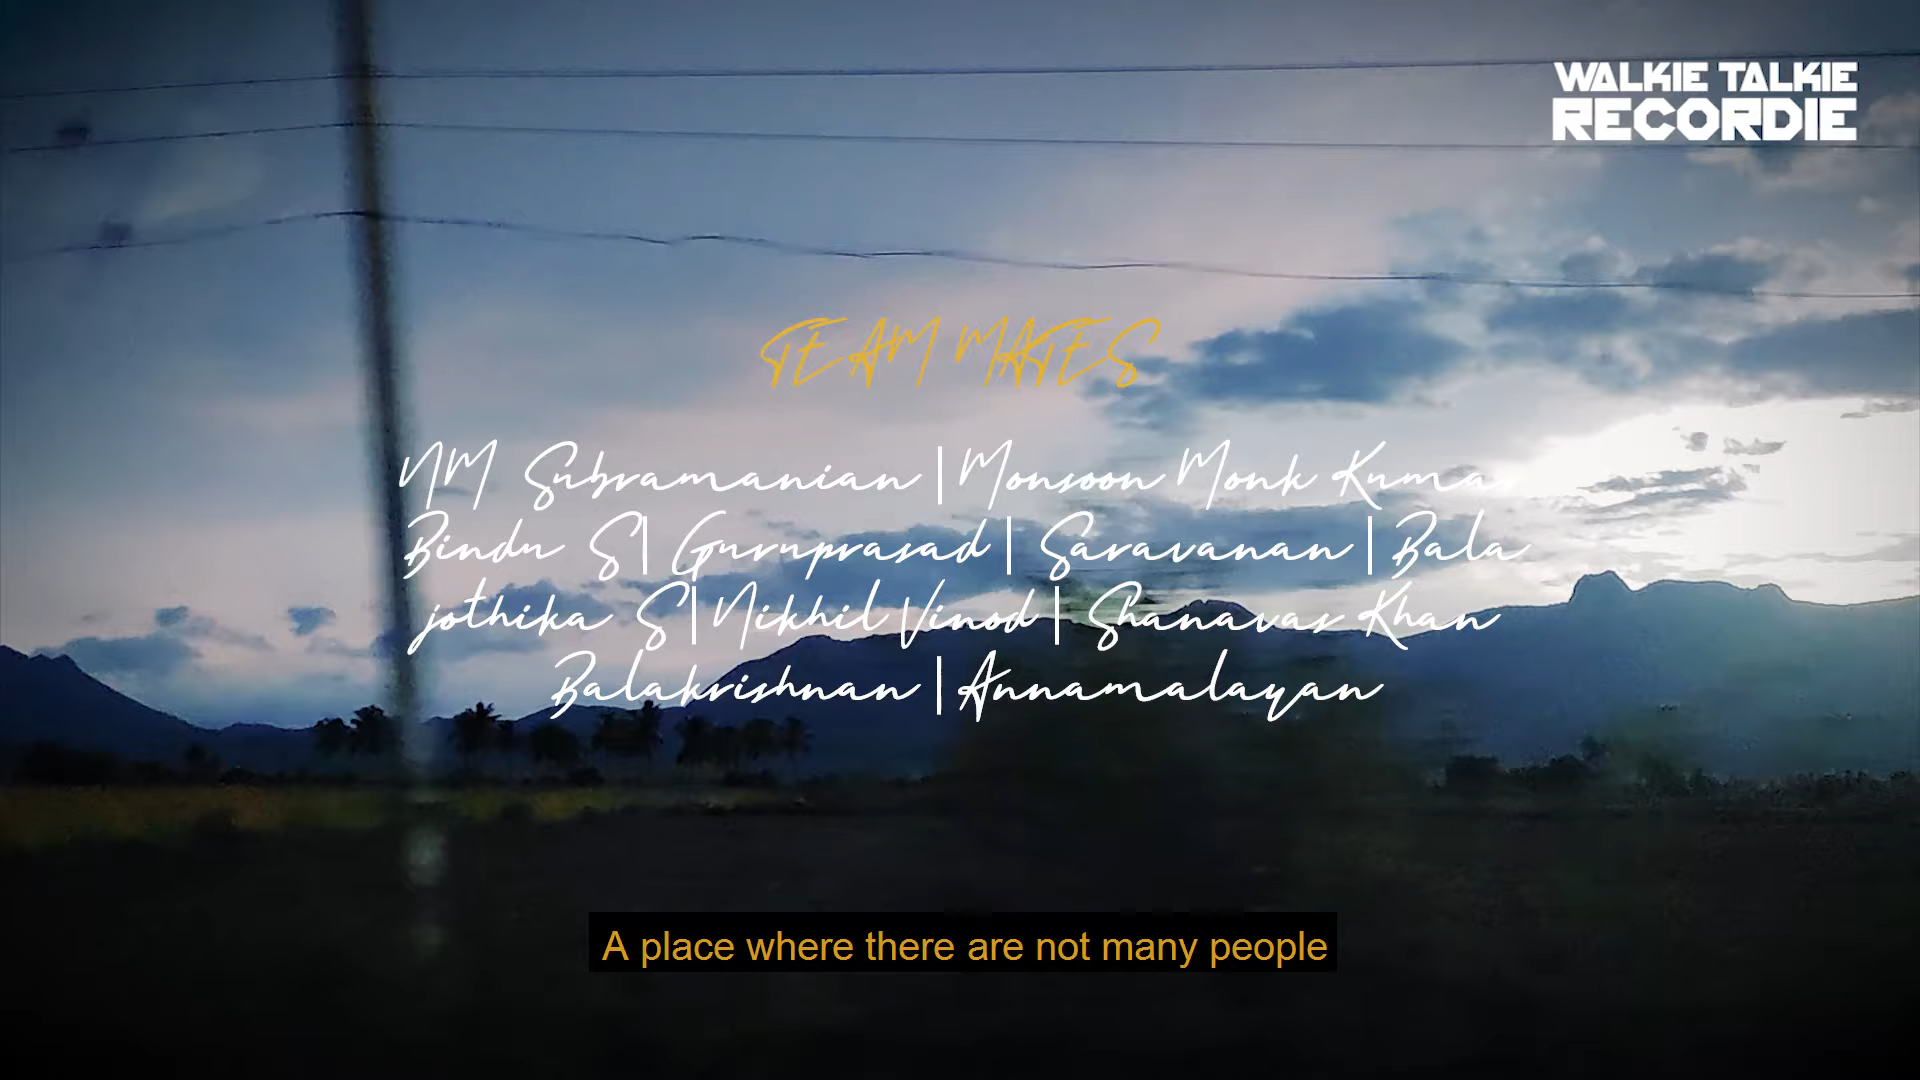 WALKIE TALKIE
RECORDIE
TEAM MATES
NM Subramanian | Monsoon Monk Kumar
Bindu S| Guruprasad | Saravanan | Bala
jothika S| Nikhil Vinod | Shanavas Khan
Balakrishnan | Annamalayan
A place where there are not many people